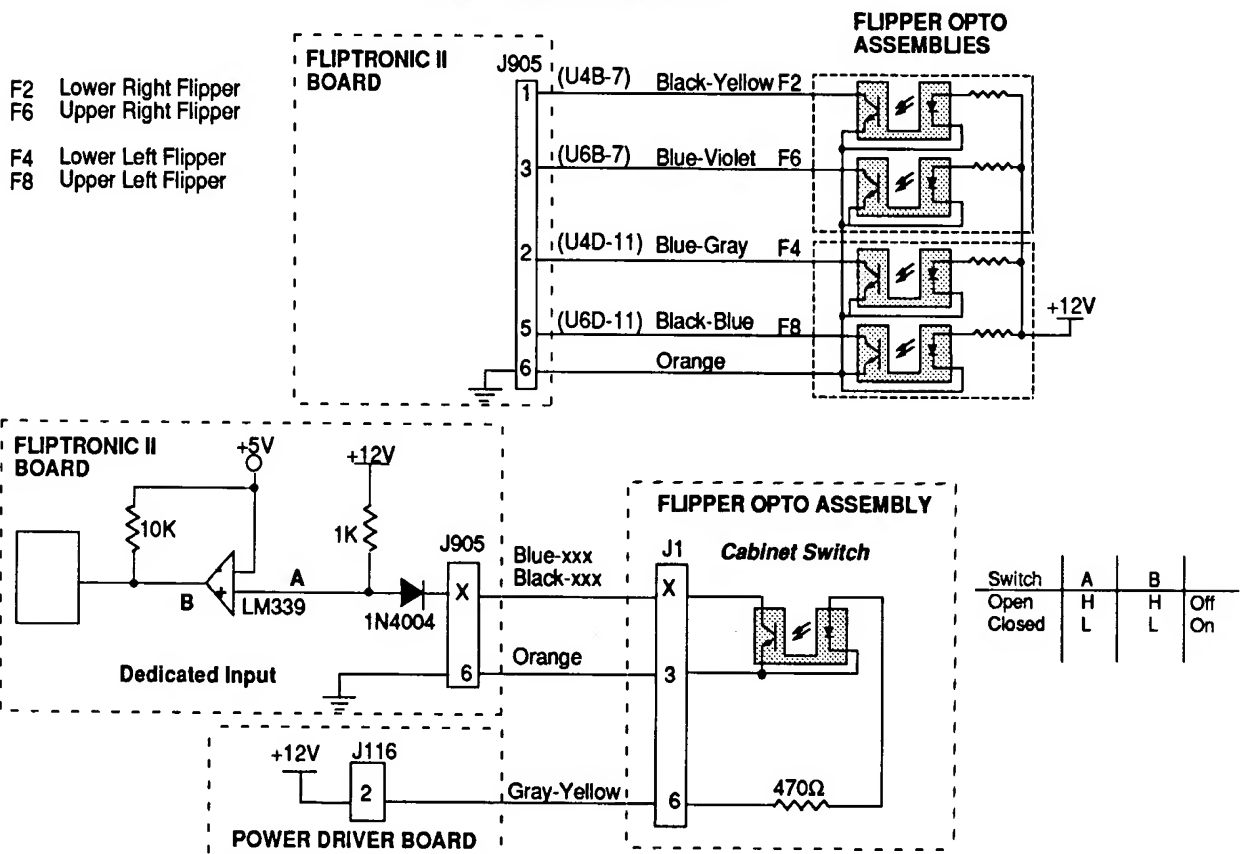 FLIPPER OPTO
ASSEMBLIES
FLIPTRONIC II
BOARD
J905
F2 Lower Right Flipper
F6 Upper Right Flipper
F4 Lower Left Flipper
F8 Upper Left Flipper
1 (U4B-7) Black-Yellow F2
3 (U6B-7) Blue-Violet F6
2 (U4D-11) Blue-Gray F4
5 (U6D-11) Black-Blue F8
6 Orange
+12V
FLIPTRONIC II
BOARD
+5V
+12V
10K
1K
J905
A
B
LM339
1N4004
X
6
Dedicated Input
Blue-xxx
Black-xxx
Orange
FLIPPER OPTO ASSEMBLY
J1
Cabinet Switch
X
3
6
470Ω
Switch A B
Open H H Off
Closed L L On
+12V
J116
2
Gray-Yellow
POWER DRIVER BOARD